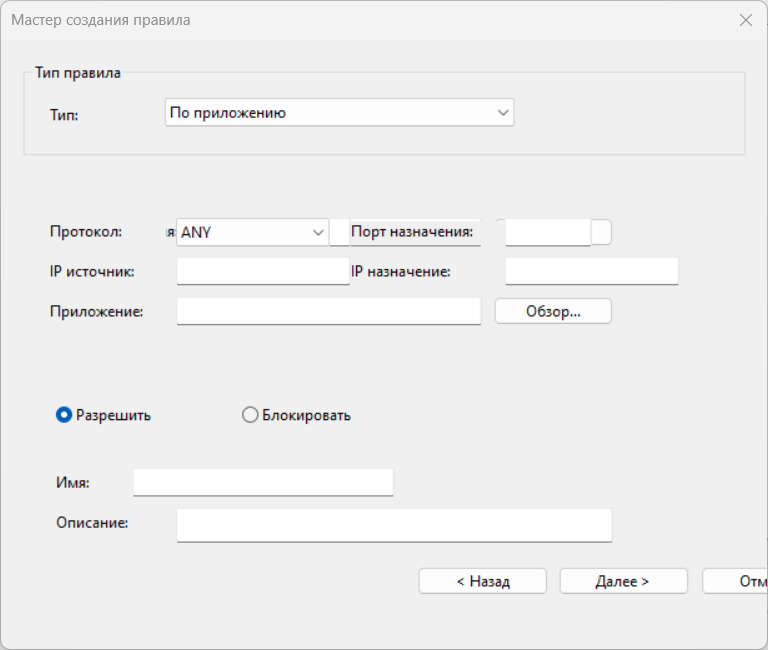 Мастер создания правила
Тип правила
Тип: По приложению
Протокол: я: ANY Порт назначения:
IP источник: IP назначение:
Приложение: Обзор...
Разрешить Блокировать
Имя:
Описание:
< Назад Далее > Отм